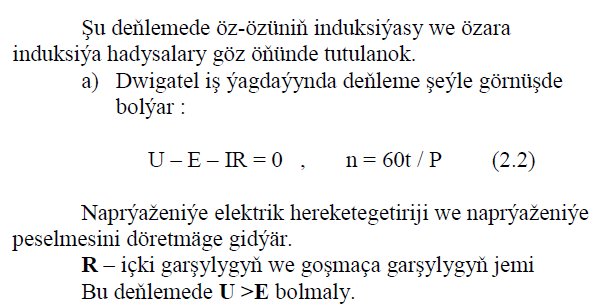 Şu deňlemede öz-özüniň induksiýasy we özara
induksiýa hadysalary göz öňünde tutulanok.
a) Dwigatel iş ýagdaýynda deňleme şeýle görnüşde
bolýar :
U – E – IR = 0 , n = 60t / P (2.2)
Naprýaženiýe elektrik hereketegetiriji we naprýaženiýe
peselmesini döretmäge gidýär.
R – içki garşylygyň we goşmaça garşylygyň jemi
Bu deňlemede U >E bolmaly.